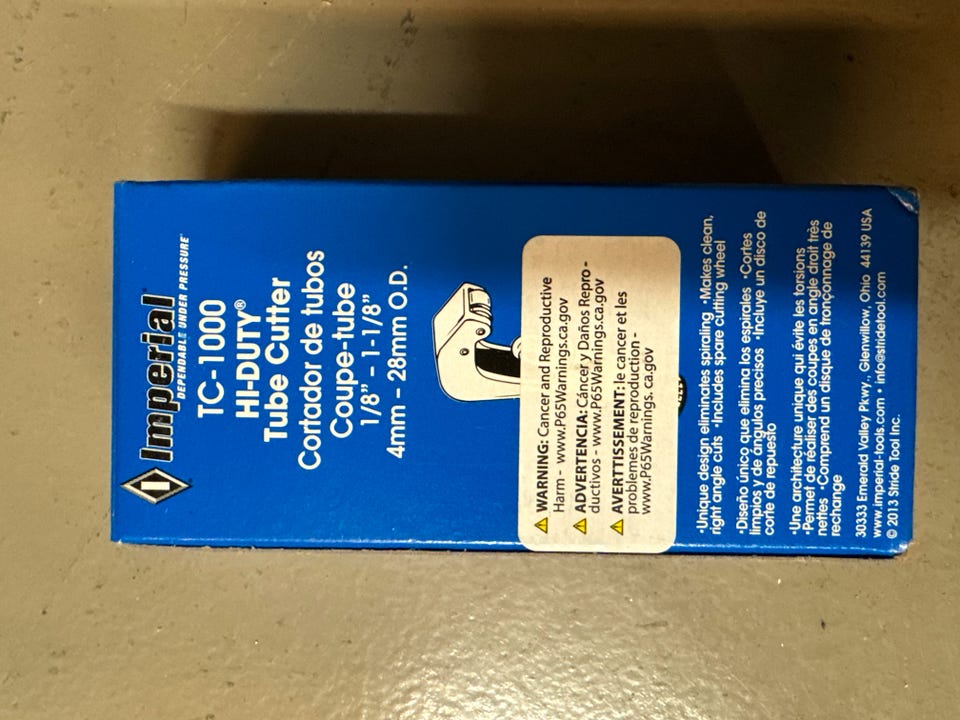 Imperial
DEPENDABLE UNDER PRESSURE
TC-1000
HI-DUTY®
Tube Cutter
Cortador de tubos
Coupe-tube
1/8” – 1-1/8”
4mm – 28mm O.D.
WARNING: Cancer and Reproductive
Harm - www.P65Warnings.ca.gov
ADVERTENCIA: Cáncer y Daños Repro -
ductivos - www.P65Warnings.ca.gov
AVERTTISSEMENT: le cancer et les
problemes de reproduction -
www.P65Warnings. ca.gov
•Unique design eliminates spiraling •Makes clean,
right angle cuts •Includes spare cutting wheel
•Diseño único que elimina los espirales •Cortes
limpios y de ángulos precisos •Incluye un disco de
corte de repuesto
•Une architecture unique qui évite les torsions
•Permet de réaliser des coupes en angle droit très
nettes •Comprend un disque de tronçonnage de
rechange
30333 Emerald Valley Pkwy,. Glenwillow, Ohio 44139 USA
www.imperial-tools.com • info@stridetool.com
© 2013 Stride Tool Inc.